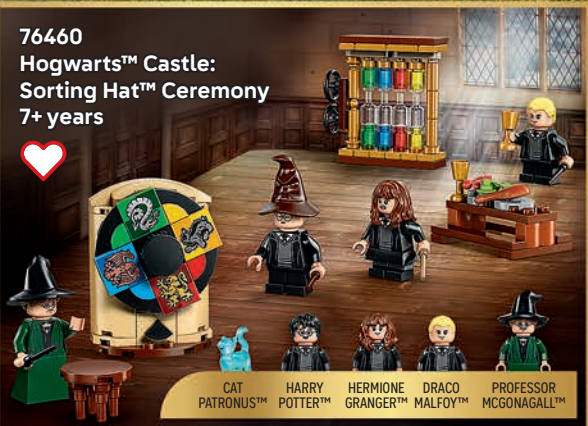 76460
Hogwarts™ Castle:
Sorting Hat™ Ceremony
7+ years
CAT
PATRONUS™
HARRY
POTTER™
HERMIONE
GRANGER™
DRACO
MALFOY™
PROFESSOR
MCGONAGALL™